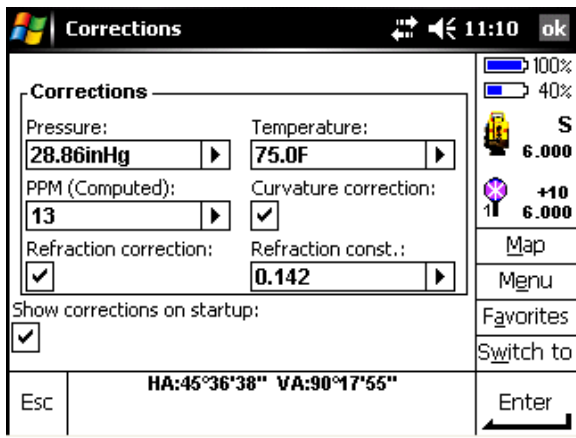 Corrections 11:10 ok
100%
40%
Corrections
Pressure: Temperature:
28.86inHg 75.0F
S
6.000
PPM (Computed): Curvature correction:
13
+10
1 6.000
Refraction correction: Refraction const.:
0.142
Map
Menu
Show corrections on startup:
Favorites
Switch to
HA:45°36'38" VA:90°17'55"
Esc Enter